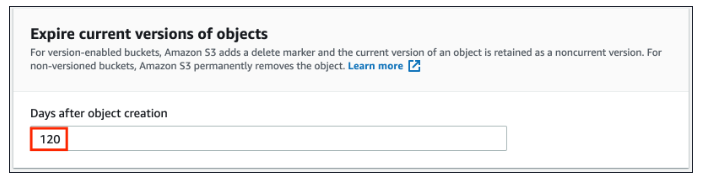 Expire current versions of objects
For version-enabled buckets, Amazon S3 adds a delete marker and the current version of an object is retained as a noncurrent version. For
non-versioned buckets, Amazon S3 permanently removes the object. Learn more
Days after object creation
120